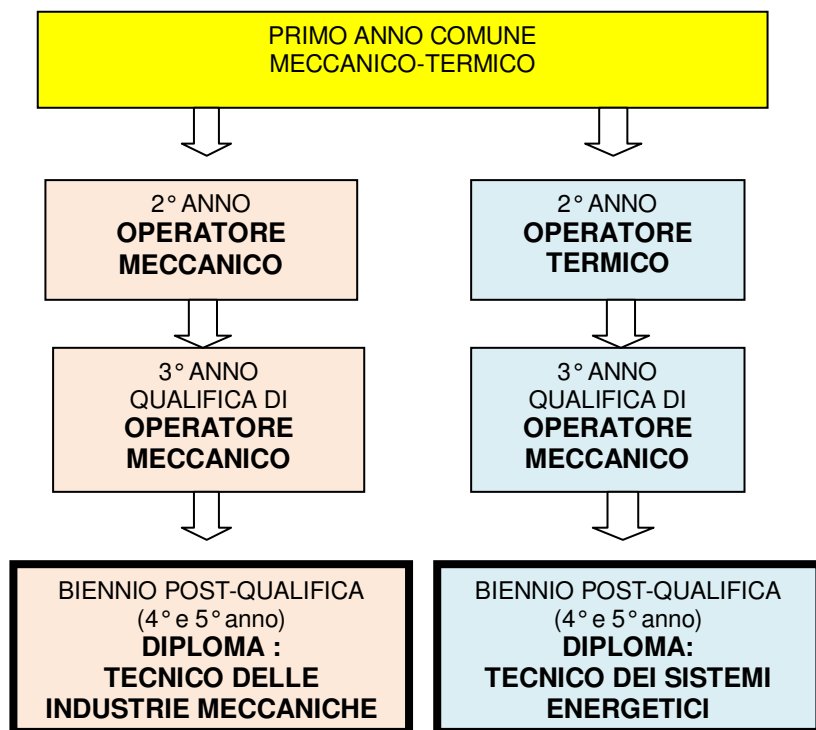 PRIMO ANNO COMUNE
MECCANICO-TERMICO
2° ANNO
OPERATORE
MECCANICO
2° ANNO
OPERATORE
TERMICO
3° ANNO
QUALIFICA DI
OPERATORE
MECCANICO
3° ANNO
QUALIFICA DI
OPERATORE
MECCANICO
BIENNIO POST-QUALIFICA
(4° e 5° anno)
DIPLOMA :
TECNICO DELLE
INDUSTRIE MECCANICHE
BIENNIO POST-QUALIFICA
(4° e 5° anno)
DIPLOMA:
TECNICO DEI SISTEMI
ENERGETICI